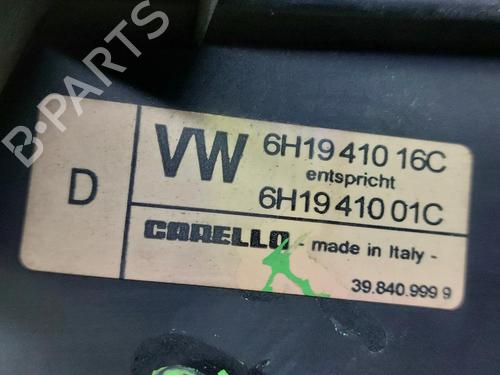 B-PARTS
D
VW
6H19 410 16C
entspricht
6H19 410 01C
CARELLO - made in Italy -
39.840.999 9